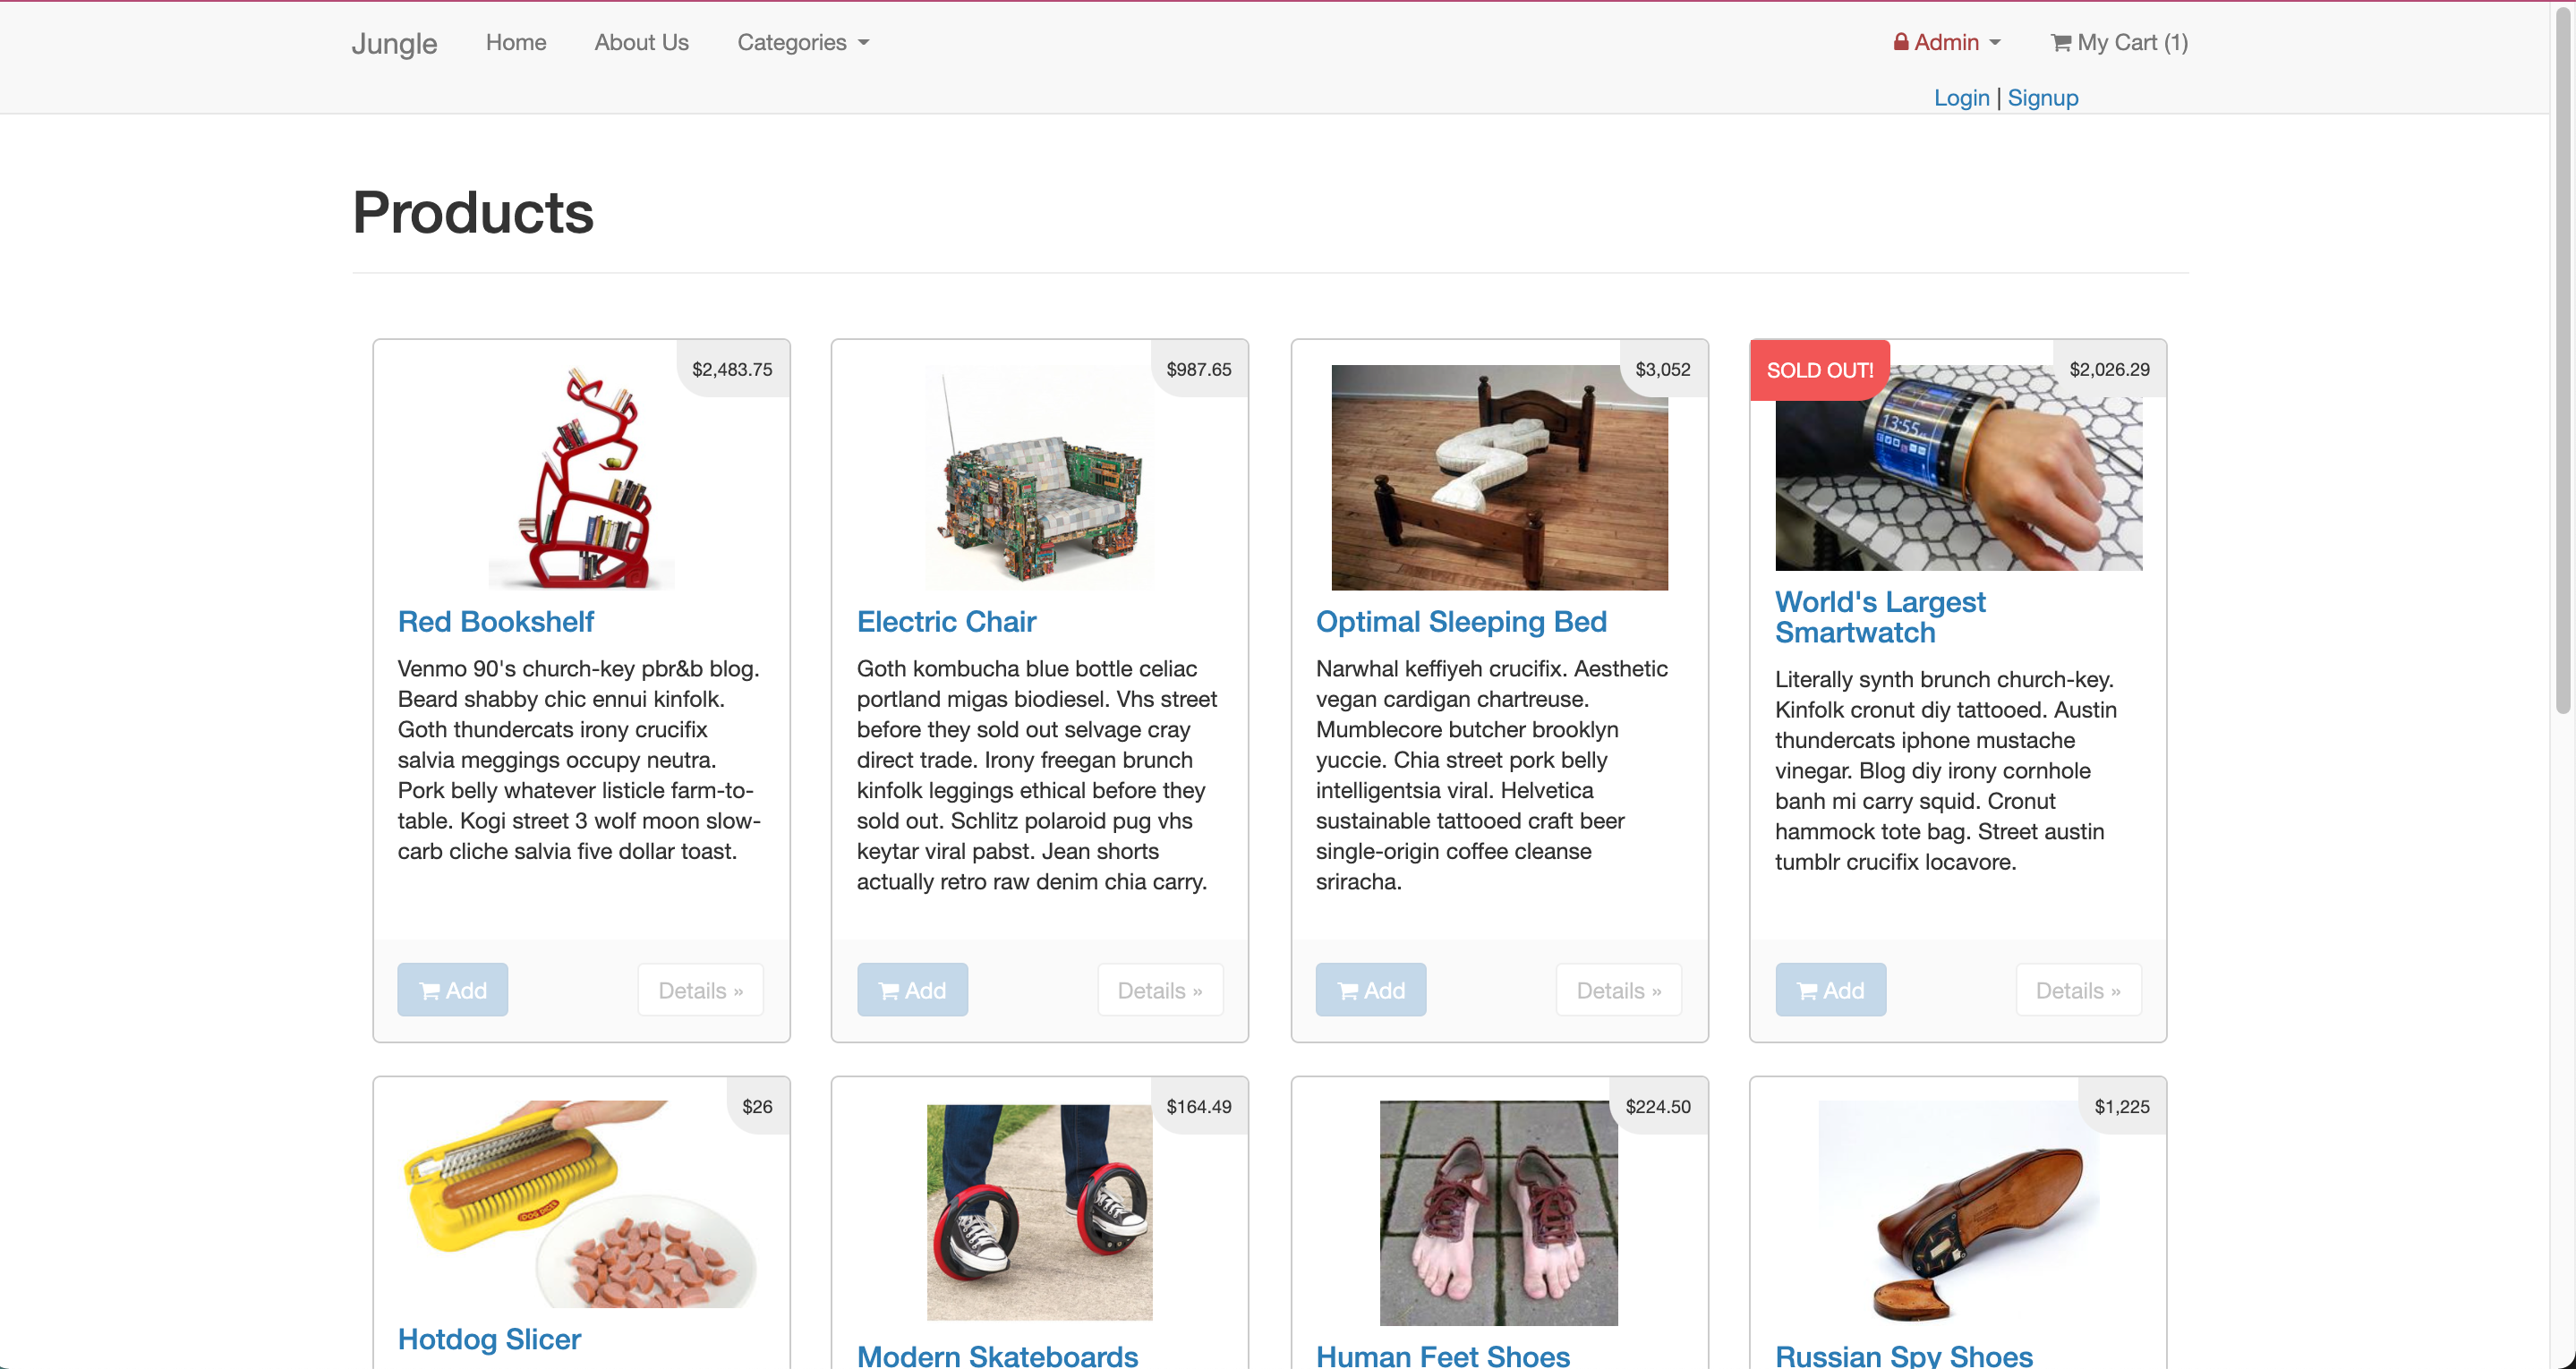 Jungle Home About Us Categories Admin My Cart (1)
Login | Signup
Products
$2,483.75
Red Bookshelf
Venmo 90's church-key pbr&b blog.
Beard shabby chic ennui kinfolk.
Goth thundercats irony crucifix
salvia meggings occupy neutra.
Pork belly whatever listicle farm-to-
table. Kogi street 3 wolf moon slow-
carb cliche salvia five dollar toast.
Add Details »
$987.65
Electric Chair
Goth kombucha blue bottle celiac
portland migas biodiesel. Vhs street
before they sold out selvage cray
direct trade. Irony freegan brunch
kinfolk leggings ethical before they
sold out. Schlitz polaroid pug vhs
keytar viral pabst. Jean shorts
actually retro raw denim chia carry.
Add Details »
$3,052
Optimal Sleeping Bed
Narwhal keffiyeh crucifix. Aesthetic
vegan cardigan chartreuse.
Mumblecore butcher brooklyn
yuccie. Chia street pork belly
intelligentsia viral. Helvetica
sustainable tattooed craft beer
single-origin coffee cleanse
sriracha.
Add Details »
SOLD OUT! $2,026.29
13:55
World's Largest
Smartwatch
Literally synth brunch church-key.
Kinfolk cronut diy tattooed. Austin
thundercats iphone mustache
vinegar. Blog diy irony cornhole
banh mi carry squid. Cronut
hammock tote bag. Street austin
tumblr crucifix locavore.
Add Details »
$26
Hotdog Slicer
$164.49
Modern Skateboards
$224.50
Human Feet Shoes
$1,225
Russian Spy Shoes